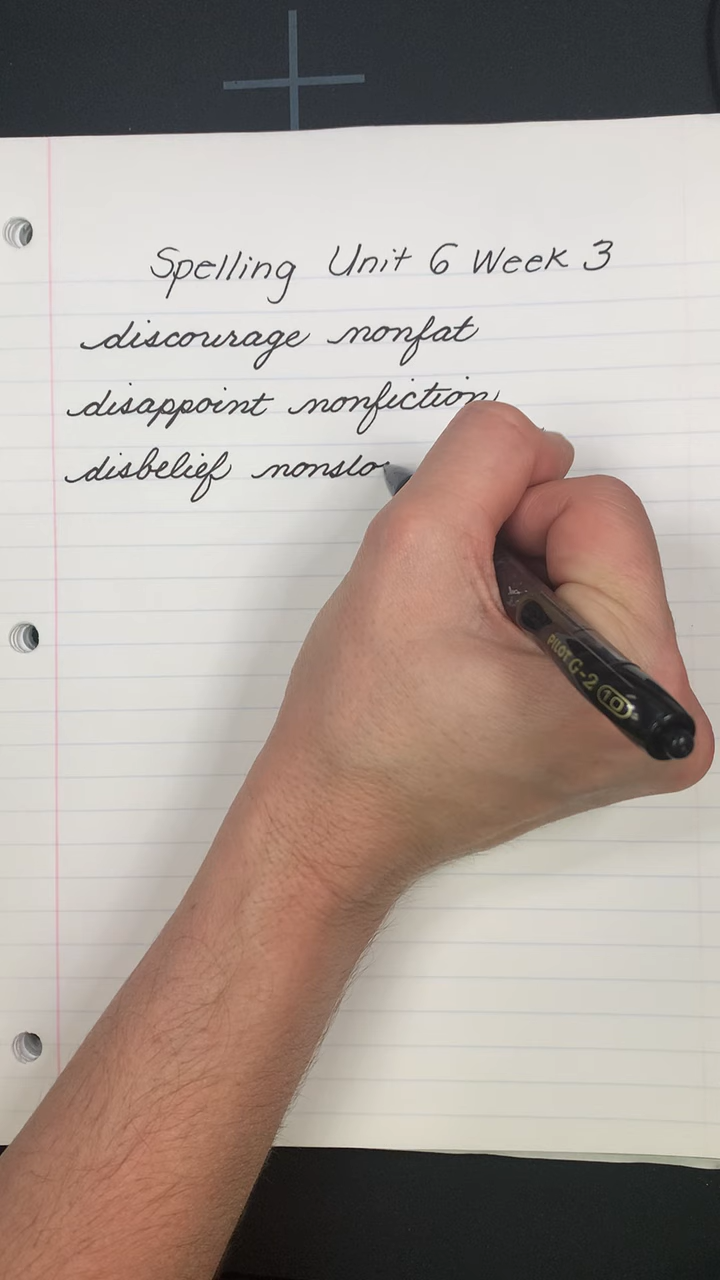 Spelling Unit 6 Week 3
discourage nonfat
disappoint nonfiction
disbelief nonslo
PILOT G-2 10